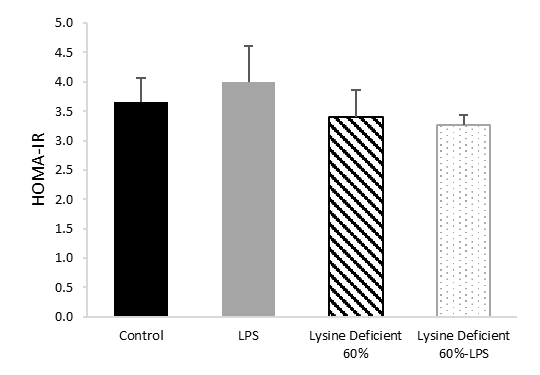 5.0
4.5
4.0
3.5
3.0
2.5
2.0
1.5
1.0
0.5
0.0
HOMA-IR
Control
LPS
Lysine Deficient
60%
Lysine Deficient
60%-LPS